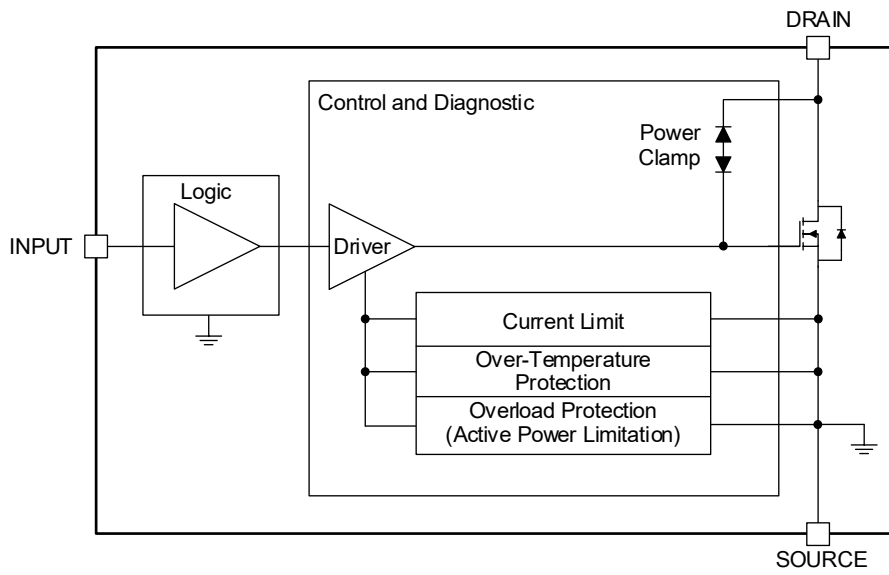 DRAIN
Control and Diagnostic
Power
Clamp
Logic
INPUT
Driver
Current Limit
Over-Temperature
Protection
Overload Protection
(Active Power Limitation)
SOURCE